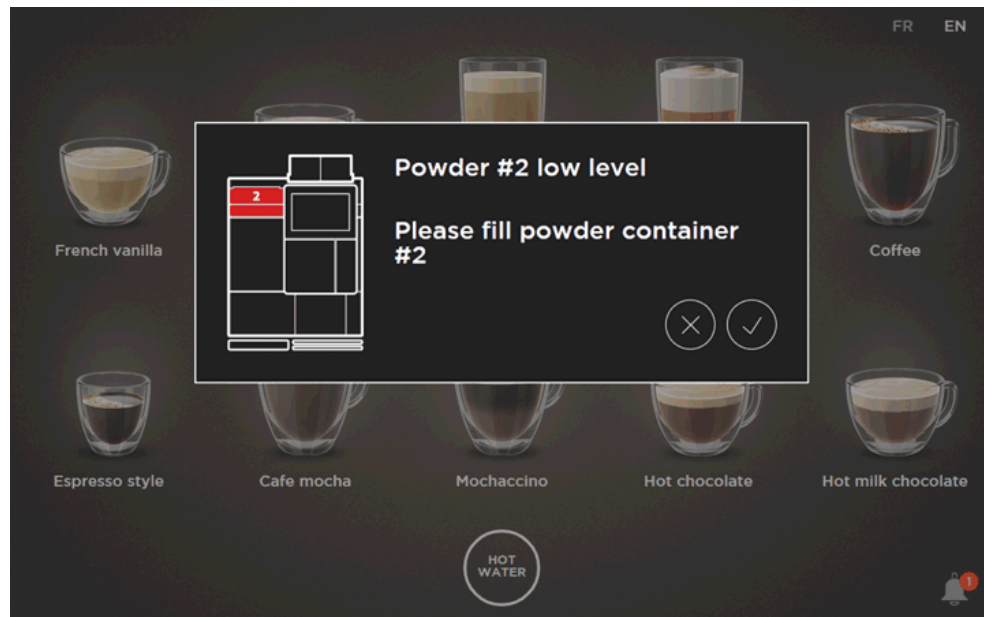 FR EN
2
Powder #2 low level
Please fill powder container
#2
French vanilla
Coffee
Espresso style
Cafe mocha
Mochaccino
Hot chocolate
Hot milk chocolate
HOT
WATER
1